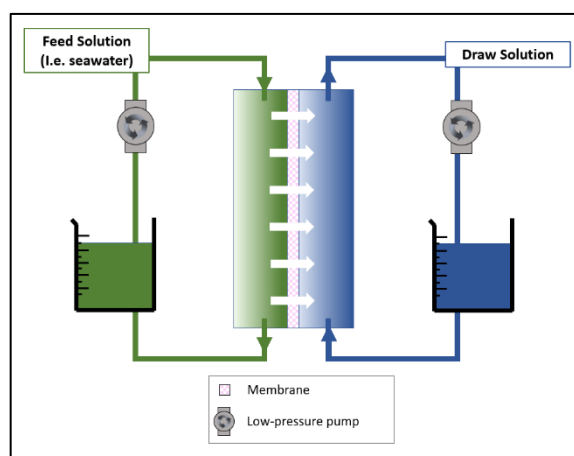 Feed Solution
(I.e. seawater)
Draw Solution
Membrane
Low-pressure pump